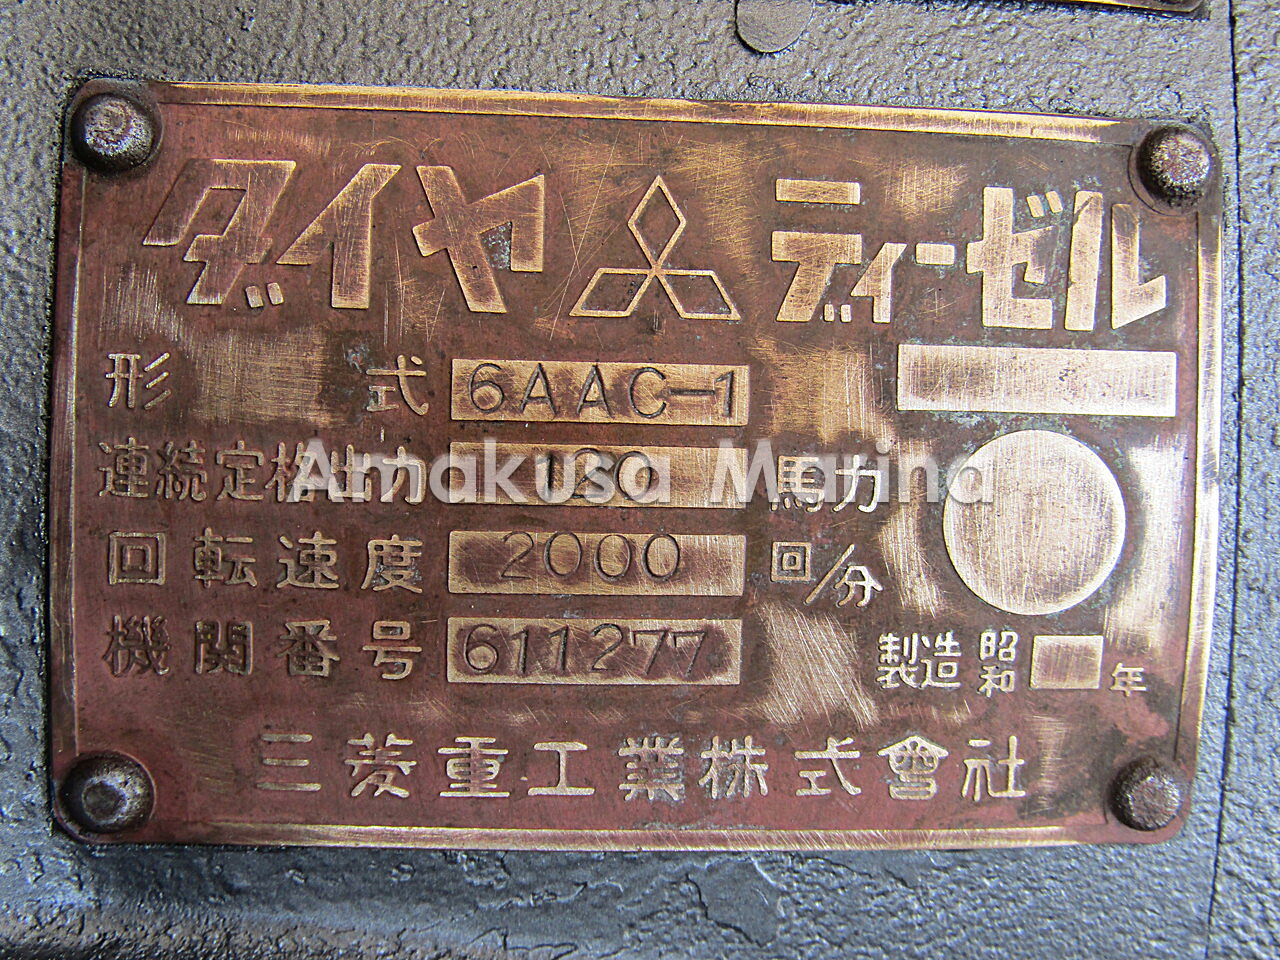 ダイヤ ディーゼル
形式 6AAC-1
連続定格出力 120 馬力
回転速度 2000 回/分
機関番号 611277
製造 昭和 年
三菱重工業株式會社
Amakusa Marina